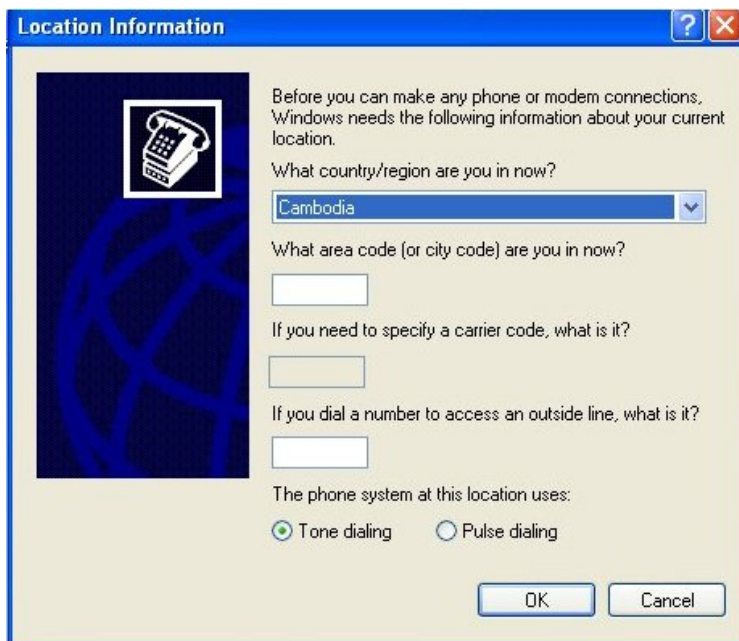 Location Information
Before you can make any phone or modem connections,
Windows needs the following information about your current
location.
What country/region are you in now?
Cambodia
What area code (or city code) are you in now?
If you need to specify a carrier code, what is it?
If you dial a number to access an outside line, what is it?
The phone system at this location uses:
Tone dialing Pulse dialing
OK Cancel